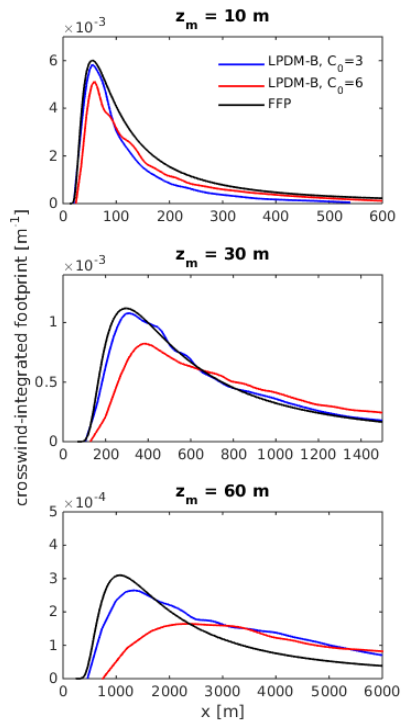 z_m = 10 m
×10^-3
LPDM-B, C_0=3
LPDM-B, C_0=6
FFP
6
4
2
0
0 100 200 300 400 500 600
z_m = 30 m
×10^-3
1
0.5
0
0 200 400 600 800 1000 1200 1400
crosswind-integrated footprint [m^-1]
z_m = 60 m
×10^-4
5
4
3
2
1
0
0 1000 2000 3000 4000 5000 6000
x [m]